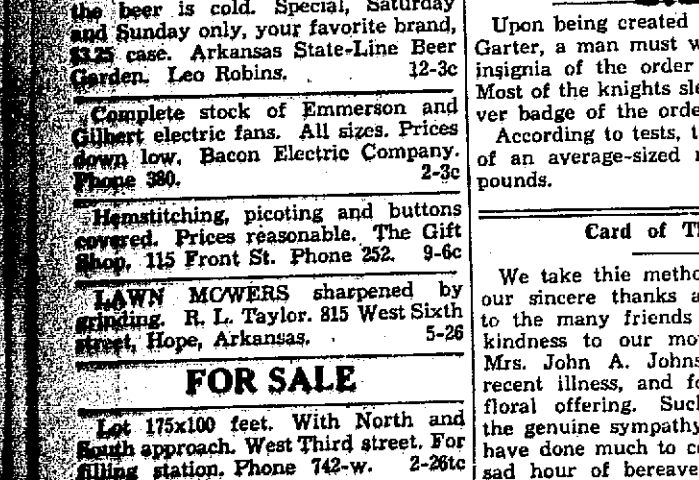 the beer is cold. Special, Saturday
and Sunday only, your favorite brand,
$3.25 case. Arkansas State-Line Beer
Garden. Leo Robins. 12-3c
Complete stock of Emmerson and
Gilbert electric fans. All sizes. Prices
down low. Bacon Electric Company.
Phone 380. 2-3c
Hemstitching, picoting and buttons
covered. Prices reasonable. The Gift
Shop, 115 Front St. Phone 252. 9-6c
LAWN MOWERS sharpened by
grinding. R. L. Taylor. 815 West Sixth
street, Hope, Arkansas. 5-26
FOR SALE
Lot 175x100 feet. With North and
South approach. West Third street. For
filling station. Phone 742-w. 2-26tc
Upon being created
Garter, a man must
insignia of the order
Most of the knights
ver badge of the
According to tests,
of an average-sized
pounds.
Card of
We take thie
our sincere thanks
to the many friends
kindness to our
Mrs. John A.
recent illness, and
floral offering.
the genuine sympathy
have done much to
sad hour of